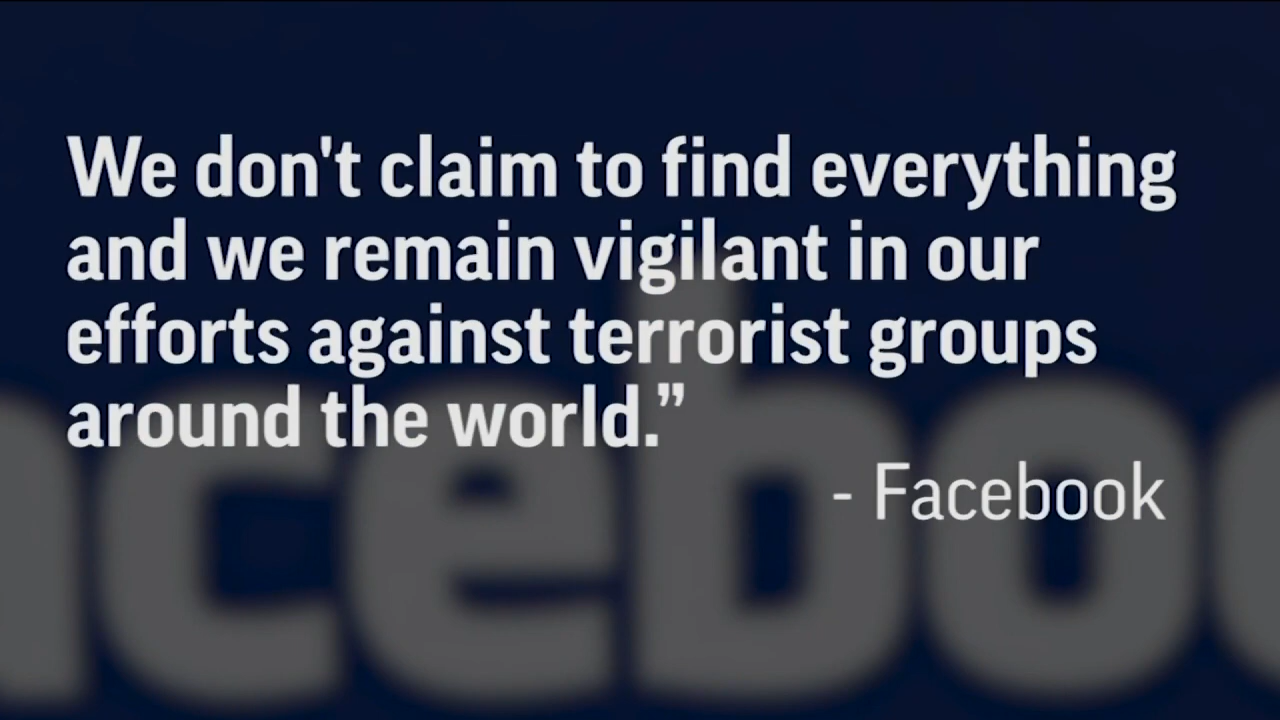 We don't claim to find everything
and we remain vigilant in our
efforts against terrorist groups
around the world.”
- Facebook
aceboo